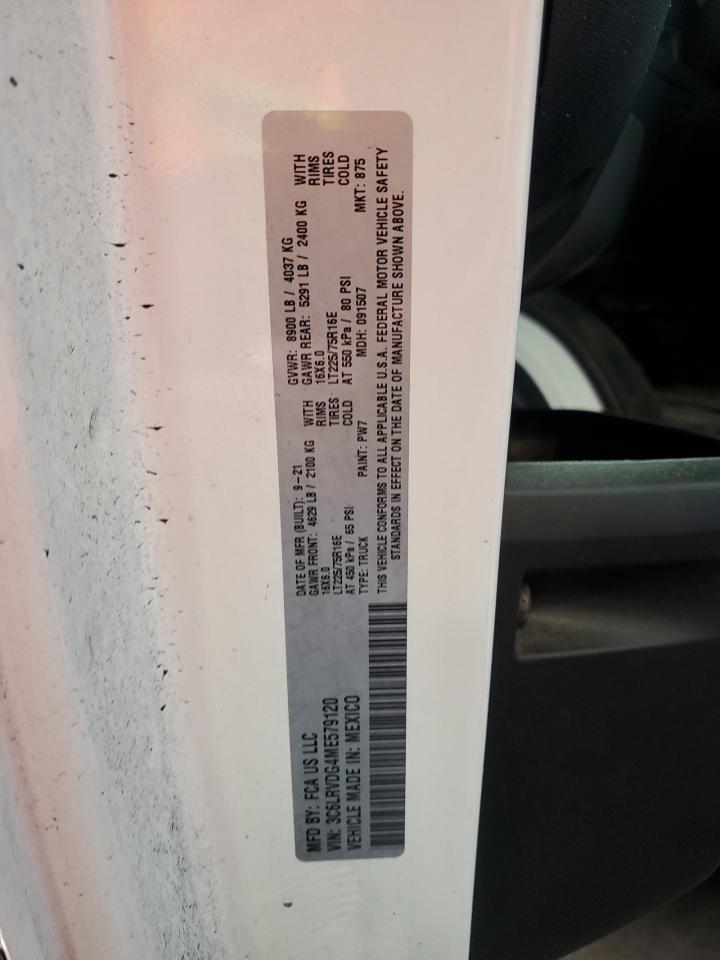 MFD BY: FCA US LLC
DATE OF MFR (BUILT): 9-21
GVWR: 8900 LB / 4037 KG
GAWR FRONT: 4629 LB / 2100 KG WITH
GAWR REAR: 5291 LB / 2400 KG WITH
16X6.0 RIMS
16X6.0 RIMS
LT225/75R16E TIRES
LT225/75R16E TIRES
AT 450 kPa / 65 PSI COLD
AT 550 kPa / 80 PSI COLD
VIN: 3C6LRVDG4ME579120
TYPE: TRUCK PAINT: PW7 MDH: 091507 MKT: 875
VEHICLE MADE IN: MEXICO
THIS VEHICLE CONFORMS TO ALL APPLICABLE U.S.A. FEDERAL MOTOR VEHICLE SAFETY
STANDARDS IN EFFECT ON THE DATE OF MANUFACTURE SHOWN ABOVE.